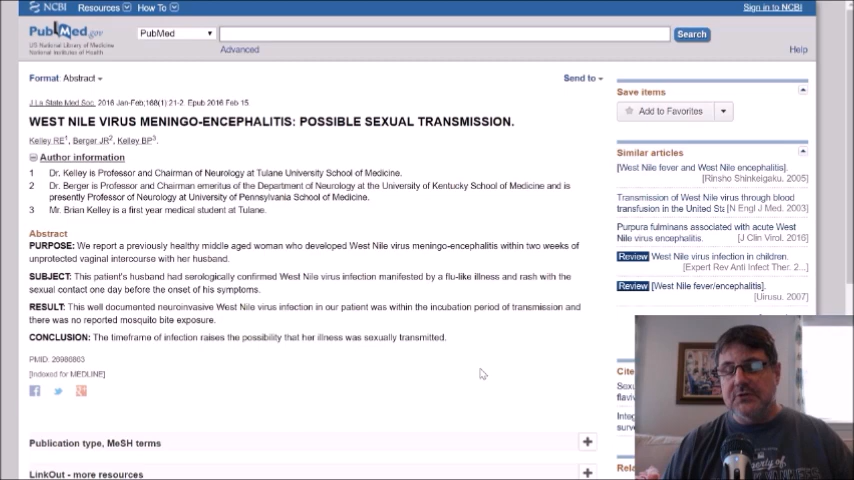 NCBI Resources How To Sign in to NCBI
PubMed.gov PubMed Search
US National Library of Medicine
National Institutes of Health
Advanced Help
Format: Abstract Send to
J La State Med Soc. 2016 Jan-Feb;168(1):21-2. Epub 2016 Feb 15.
WEST NILE VIRUS MENINGO-ENCEPHALITIS: POSSIBLE SEXUAL TRANSMISSION.
Kelley RE1, Berger JR2, Kelley BP3.
Author information
1 Dr. Kelley is Professor and Chairman of Neurology at Tulane University School of Medicine.
2 Dr. Berger is Professor and Chairman emeritus of the Department of Neurology at the University of Kentucky School of Medicine and is
presently Professor of Neurology at University of Pennsylvania School of Medicine.
3 Mr. Brian Kelley is a first year medical student at Tulane.
Abstract
PURPOSE: We report a previously healthy middle aged woman who developed West Nile virus meningo-encephalitis within two weeks of
unprotected vaginal intercourse with her husband.
SUBJECT: This patient's husband had serologically confirmed West Nile virus infection manifested by a flu-like illness and rash with the
sexual contact one day before the onset of his symptoms.
RESULT: This well documented neuroinvasive West Nile virus infection in our patient was within the incubation period of transmission and
there was no reported mosquito bite exposure.
CONCLUSION: The timeframe of infection raises the possibility that her illness was sexually transmitted.
PMID:
[Indexed for MEDLINE]
Publication type, MeSH terms
LinkOut - more resources
Save items
Add to Favorites
Similar articles
[West Nile fever and West Nile encephalitis].
[Rinsho Shinkeigaku. 2005]
Transmission of West Nile virus through blood
transfusion in the United Sta [N Engl J Med. 2003]
Purpura fulminans associated with acute West
Nile virus encephalitis. [J Clin Virol. 2016]
Review West Nile virus infection in children.
[Expert Rev Anti Infect Ther. 2...]
Review [West Nile fever/encephalitis].
[Uirusu. 2007]
Cite
Sexu
flavi
Integ
surve
Rela